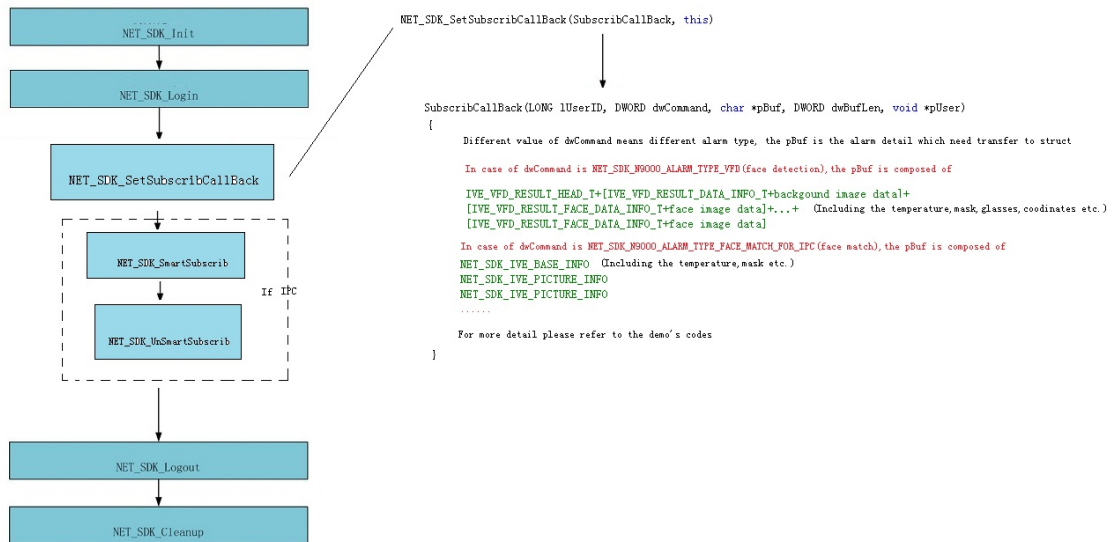 NET_SDK_Init
NET_SDK_Login
NET_SDK_SetSubscribCallBack
NET_SDK_SmartSubscrib
If IPC
NET_SDK_UnSmartSubscrib
NET_SDK_Logout
NET_SDK_Cleanup
NET_SDK_SetSubscribCallBack(SubscribCallBack, this)
SubscribCallBack(LONG lUserID, DWORD dwCommand, char *pBuf, DWORD dwBufLen, void *pUser)
{
Different value of dwCommand means different alarm type, the pBuf is the alarm detail which need transfer to struct
In case of dwCommand is NET_SDK_N9000_ALARM_TYPE_VFD(face detection),the pBuf is composed of
IVE_VFD_RESULT_HEAD_T+[IVE_VFD_RESULT_DATA_INFO_T+backgound image data]+
[IVE_VFD_RESULT_FACE_DATA_INFO_T+face image data]+...+ (Including the temperature,mask,glasses,coodinates etc.)
[IVE_VFD_RESULT_FACE_DATA_INFO_T+face image data]
In case of dwCommand is NET_SDK_N9000_ALARM_TYPE_FACE_MATCH_FOR_IPC(face match),the pBuf is composed of
NET_SDK_IVE_BASE_INFO (Including the temperature,mask etc.)
NET_SDK_IVE_PICTURE_INFO
NET_SDK_IVE_PICTURE_INFO
......
For more detail please refer to the demo's codes
}